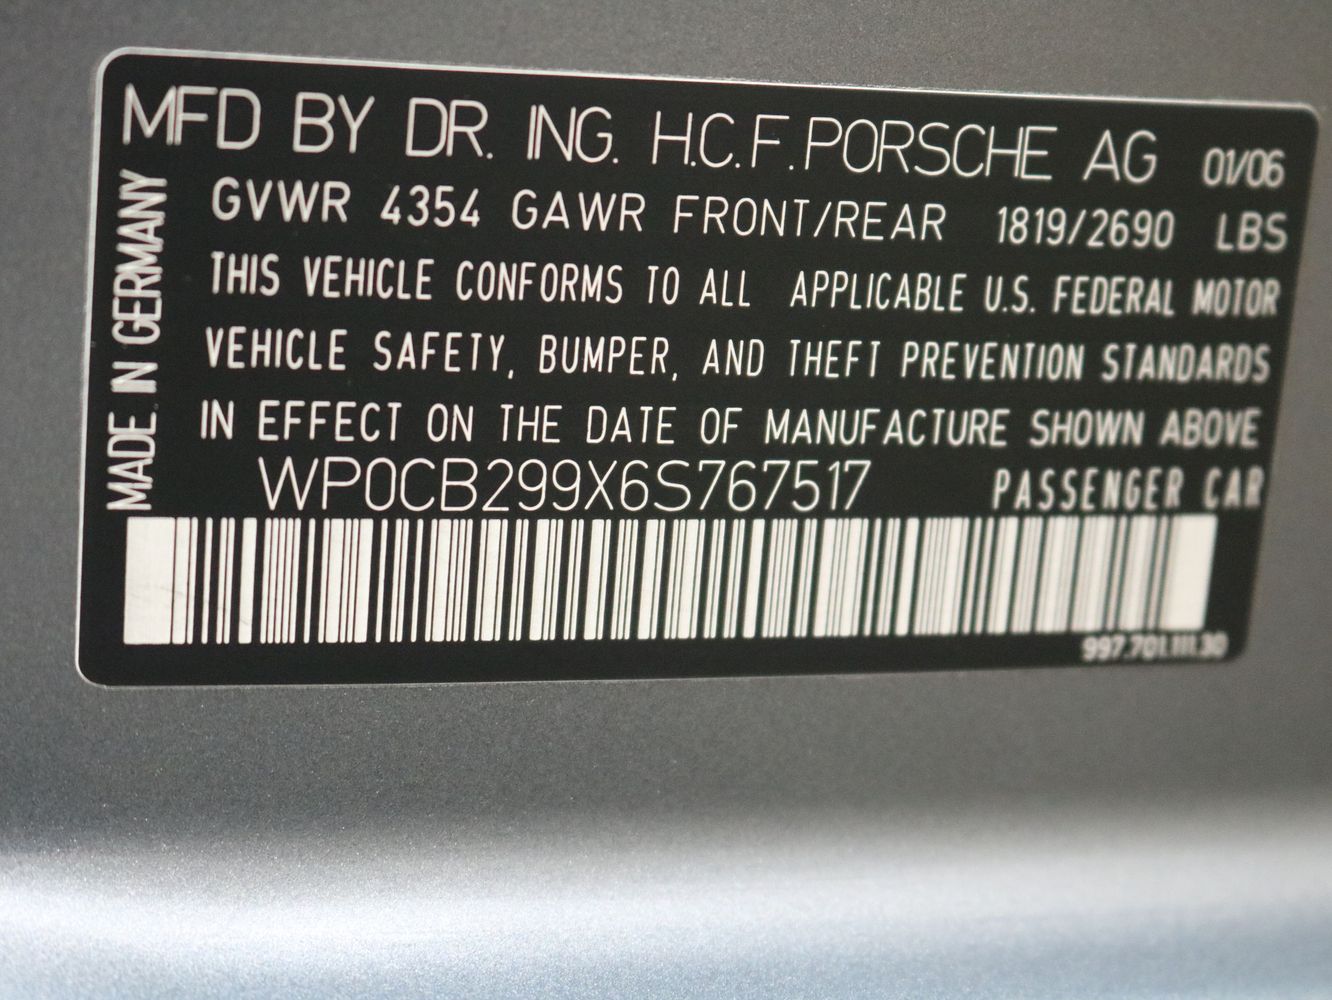 MFD BY DR. ING. H.C.F. PORSCHE AG 01/06
GVWR 4354 GAWR FRONT/REAR 1819/2690 LBS
THIS VEHICLE CONFORMS TO ALL APPLICABLE U.S. FEDERAL MOTOR
VEHICLE SAFETY, BUMPER, AND THEFT PREVENTION STANDARDS
IN EFFECT ON THE DATE OF MANUFACTURE SHOWN ABOVE
WP0CB299X6S767517 PASSENGER CAR
997.701.111.30
MADE IN GERMANY